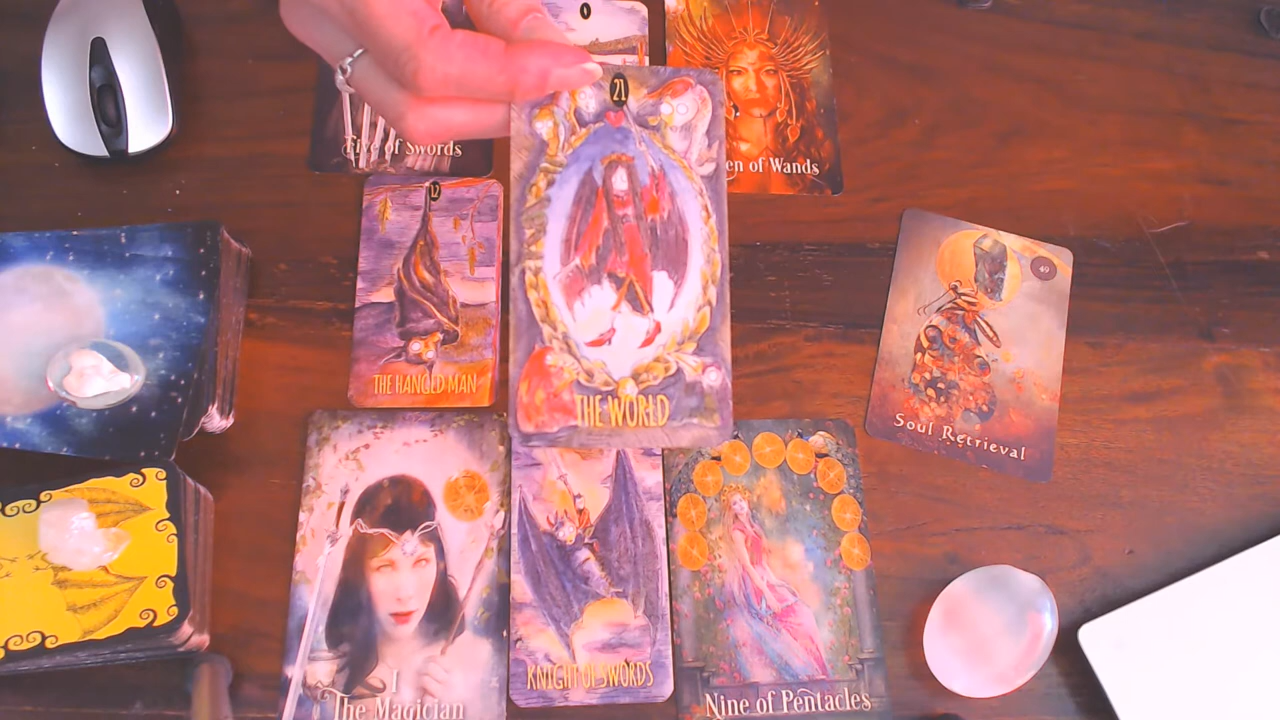 0
21
Five of Swords
en of Wands
12
49
THE HANGED MAN
THE WORLD
Soul Retrieval
KNIGHT OF SWORDS
I
The Magician
Nine of Pentacles